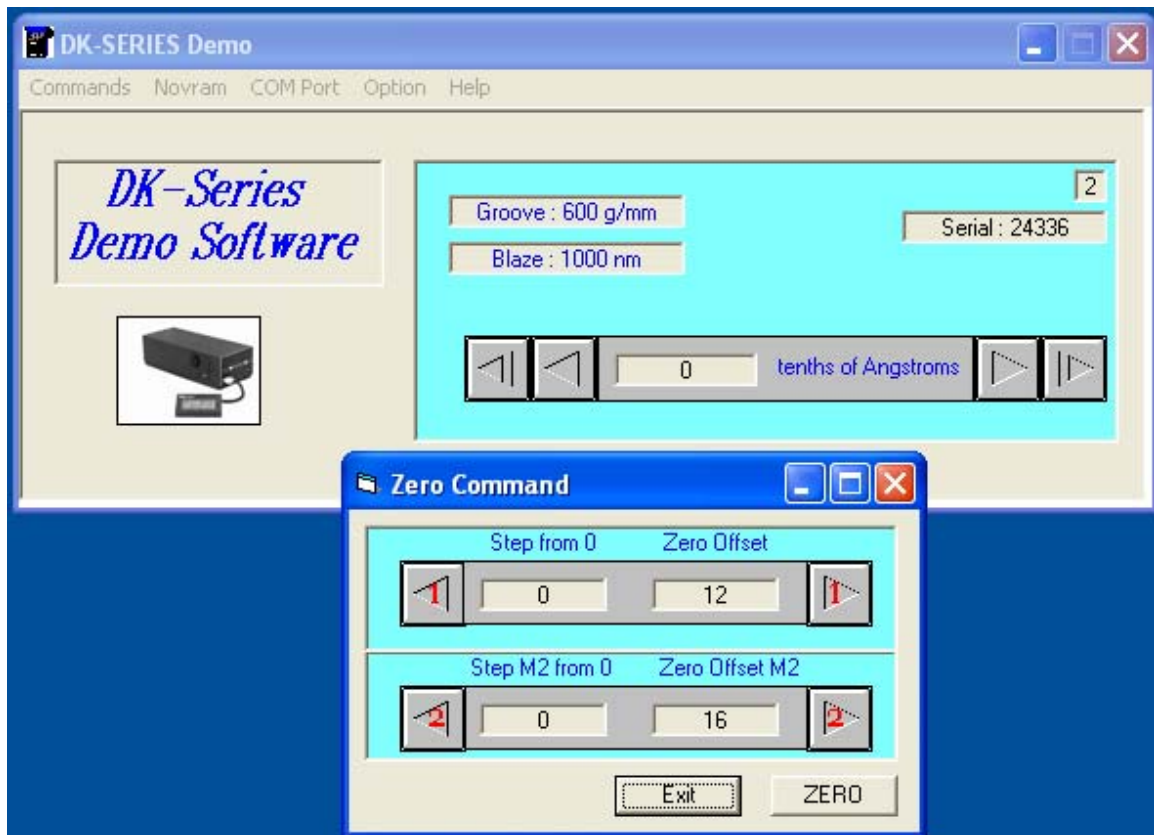 DK-SERIES Demo
Commands Novram COM Port Option Help
DK-Series
Demo Software
2
Groove : 600 g/mm
Serial : 24336
Blaze : 1000 nm
0 tenths of Angstroms
Zero Command
Step from 0 Zero Offset
1 0 12 1
Step M2 from 0 Zero Offset M2
2 0 16 2
Exit ZERO